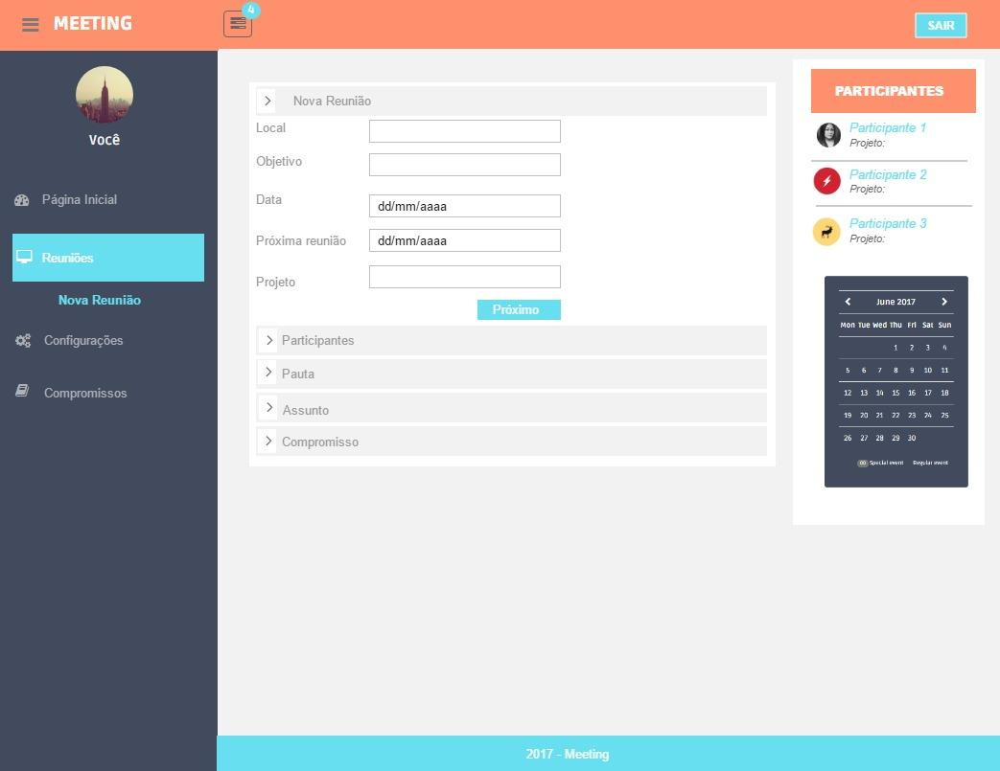 MEETING
4
SAIR
Você
Página Inicial
Reuniões
Nova Reunião
Configurações
Compromissos
Nova Reunião
Local
Objetivo
Data
dd/mm/aaaa
Próxima reunião
dd/mm/aaaa
Projeto
Próximo
Participantes
Pauta
Assunto
Compromisso
PARTICIPANTES
Participante 1
Projeto:
Participante 2
Projeto:
Participante 3
Projeto:
June 2017
Mon Tue Wed Thu Fri Sat Sun
1 2 3 4
5 6 7 8 9 10 11
12 13 14 15 16 17 18
19 20 21 22 23 24 25
26 27 28 29 30
00 Special event Regular event
2017 - Meeting